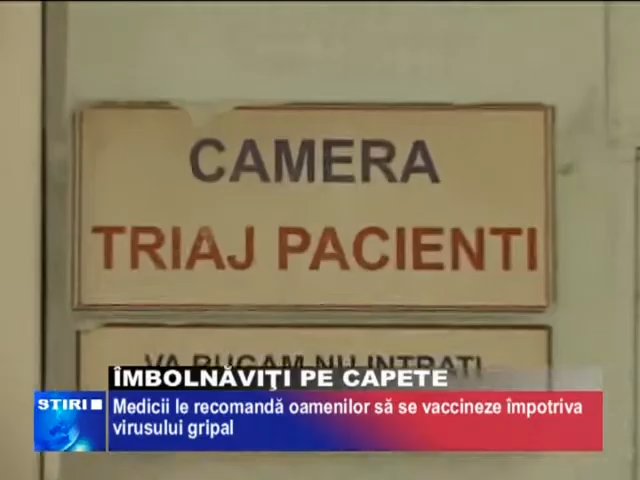 CAMERA
TRIAJ PACIENTI
VA RUGAM NU INTRATI
ÎMBOLNĂVIŢI PE CAPETE
STIRI
Medicii le recomandă oamenilor să se vaccineze împotriva
virusului gripal